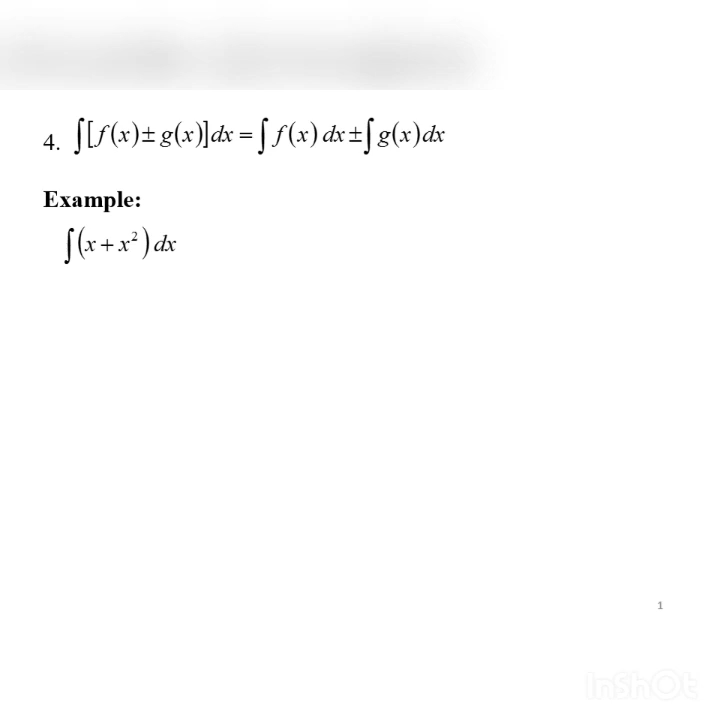 4. ∫[f(x)±g(x)]dx = ∫f(x)dx±∫g(x)dx
Example:
∫(x+x²)dx
1
InShOt